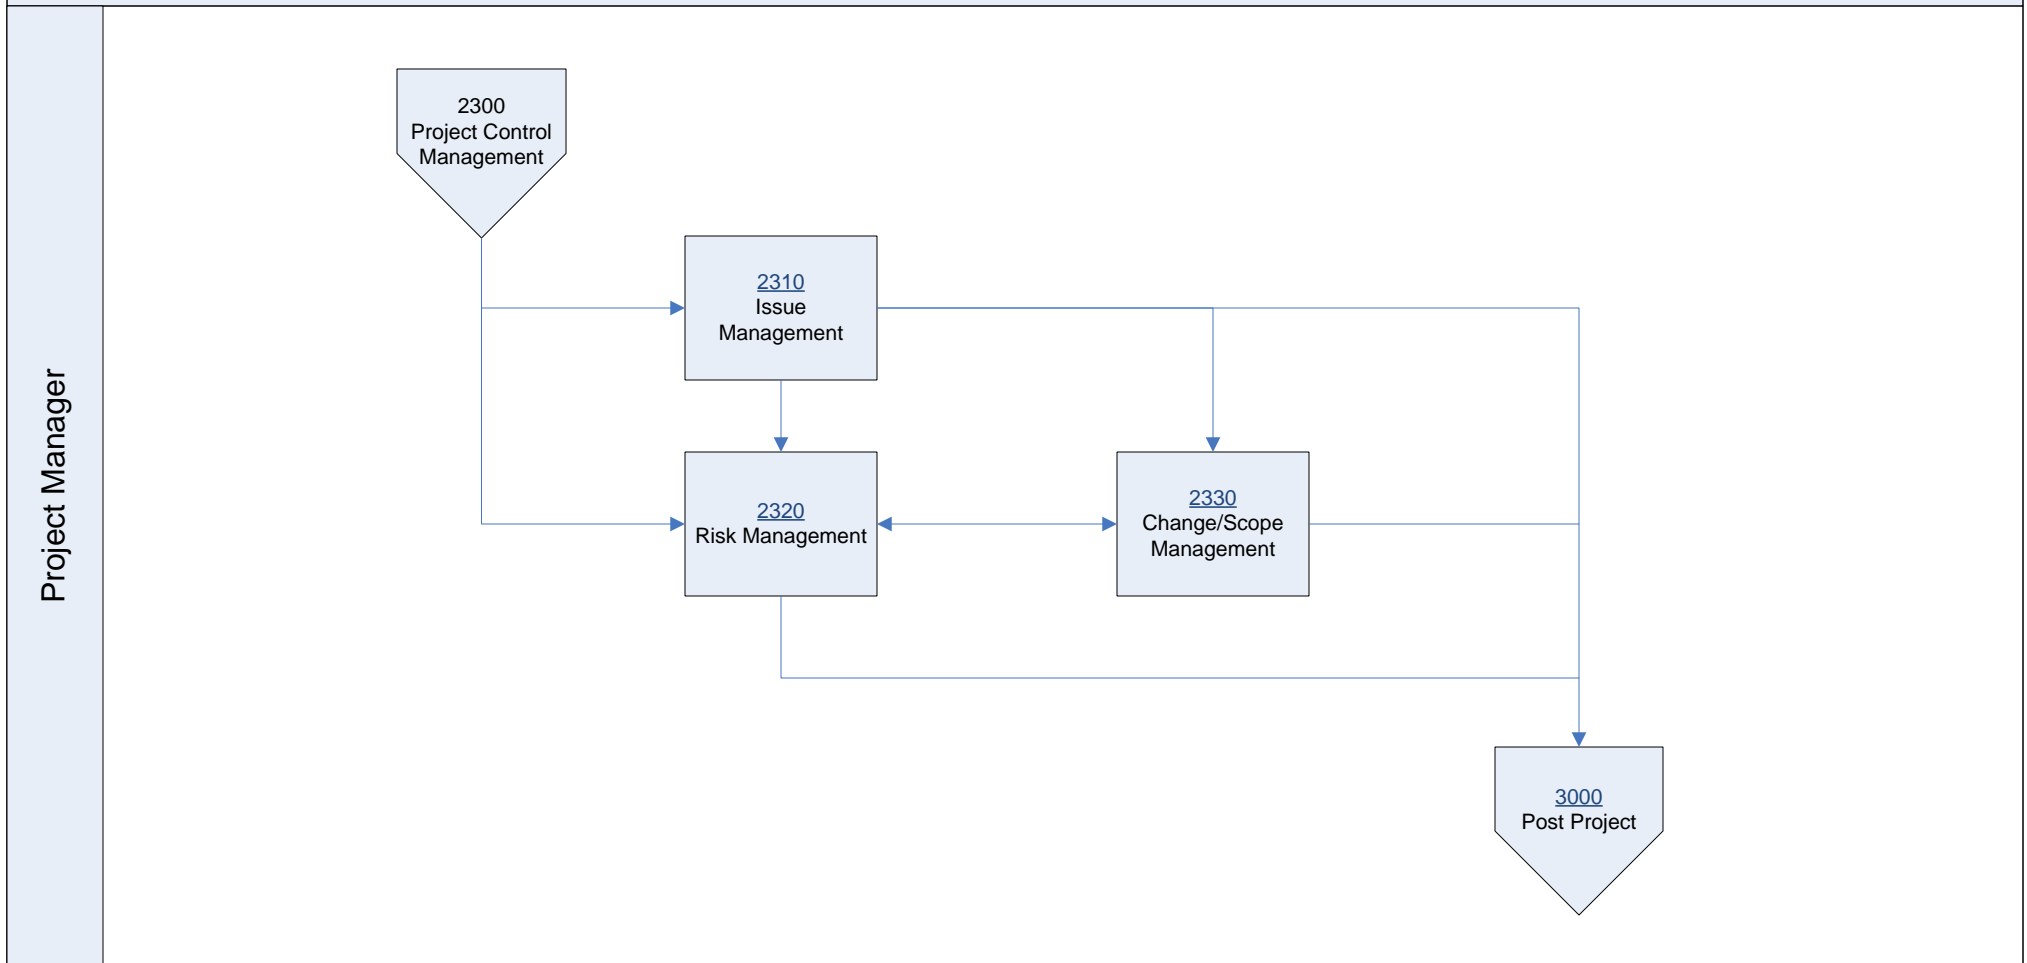 Project Manager
2300
Project Control
Management
2310
Issue
Management
2320
Risk Management
2330
Change/Scope
Management
3000
Post Project